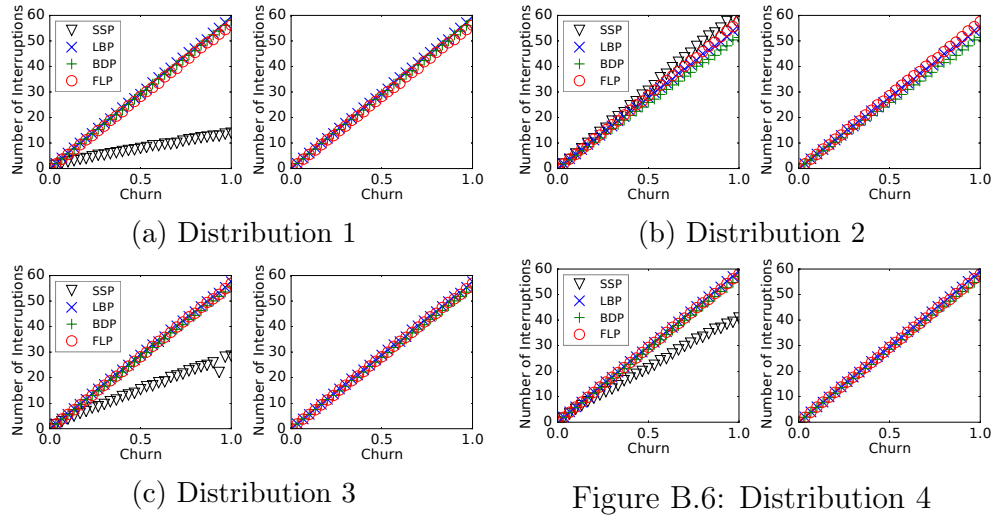 60
50
40
30
20
10
0
Number of Interruptions
SSP
LBP
BDP
FLP
0.0 0.5 1.0
Churn
60
50
40
30
20
10
0
Number of Interruptions
0.0 0.5 1.0
Churn
(a) Distribution 1
60
50
40
30
20
10
0
Number of Interruptions
SSP
LBP
BDP
FLP
0.0 0.5 1.0
Churn
60
50
40
30
20
10
0
Number of Interruptions
0.0 0.5 1.0
Churn
(b) Distribution 2
60
50
40
30
20
10
0
Number of Interruptions
SSP
LBP
BDP
FLP
0.0 0.5 1.0
Churn
60
50
40
30
20
10
0
Number of Interruptions
0.0 0.5 1.0
Churn
(c) Distribution 3
60
50
40
30
20
10
0
Number of Interruptions
SSP
LBP
BDP
FLP
0.0 0.5 1.0
Churn
60
50
40
30
20
10
0
Number of Interruptions
0.0 0.5 1.0
Churn
Figure B.6: Distribution 4